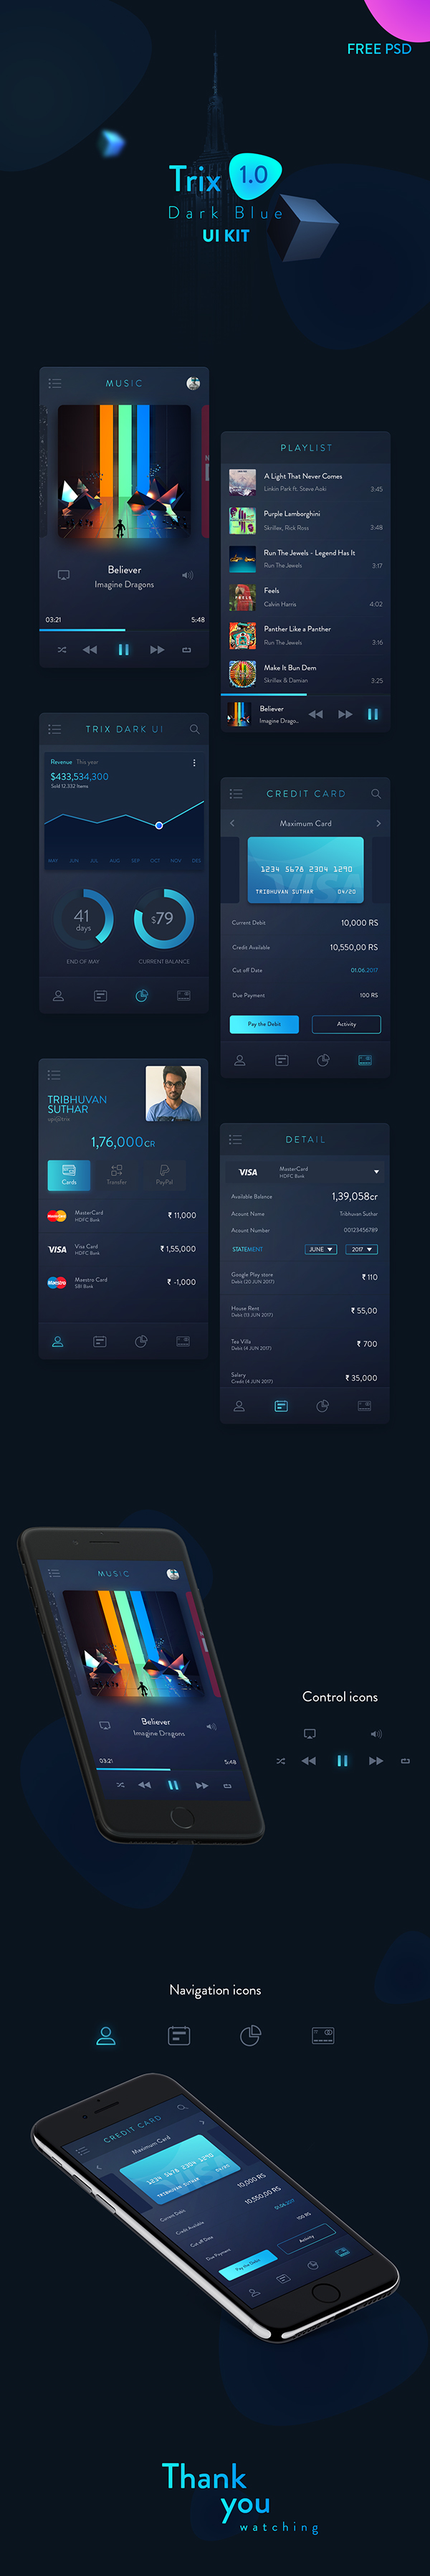 FREE PSD
Trix 1.0
Dark Blue
UI KIT
MUSIC
Believer
Imagine Dragons
03:21 5:48
PLAYLIST
A Light That Never Comes
Linkin Park ft. Steve Aoki 3:45
Purple Lamborghini
Skrillex, Rick Ross 3:48
Run The Jewels - Legend Has It
Run The Jewels 3:17
Feels
Calvin Harris 4:02
Panther Like a Panther
Run The Jewels 3:16
Make It Bun Dem
Skrillex & Damian 3:25
Believer
Imagine Drago..
TRIX DARK UI
Revenue This year
$433,534,300
Sold 12.332 Items
MAY JUN JUL AUG SEP OCT NOV DES
41
days
$79
END OF MAY CURRENT BALANCE
CREDIT CARD
Maximum Card
1234 5678 2304 1290
VISA
TRIBHUVAN SUTHAR 04/20
Current Debit 10,000 RS
Credit Available 10,550,00 RS
Cut off Date 01.06.2017
Due Payment 100 RS
Pay the Debit Activity
TRIBHUVAN
SUTHAR
1,76,000CR
Cards Transfer PayPal
MasterCard
MasterCard
HDFC Bank
₹ 11,000
VISA
Visa Card
HDFC Bank
₹ 1,55,000
Maestro
Maestro Card
SBI Bank
₹ -1,000
DETAIL
VISA
MasterCard
HDFC Bank
Available Balance 1,39,058cr
Acount Name Tribhuvan Suthar
Acount Number 00123456789
STATEMENT JUNE 2017
Google Play store
Debit (20 JUN 2017)
₹ 110
House Rent
Debit (13 JUN 2017)
₹ 55,00
Tea Villa
Debit (4 JUN 2017)
₹ 700
Salary
Credit (4 JUN 2017)
₹ 35,000
MUSIC
Believer
Imagine Dragons
03:21 5:48
Control icons
Navigation icons
CREDIT CARD
Maximum Card
1234 5678 2304 1290
VISA
TRIBHUVAN SUTHAR 04/20
Current Debit 10,000 RS
Credit Available 10,550,00 RS
Cut off Date 01.06.2017
Due Payment 100 RS
Pay the Debit Activity
Thank
you
watching